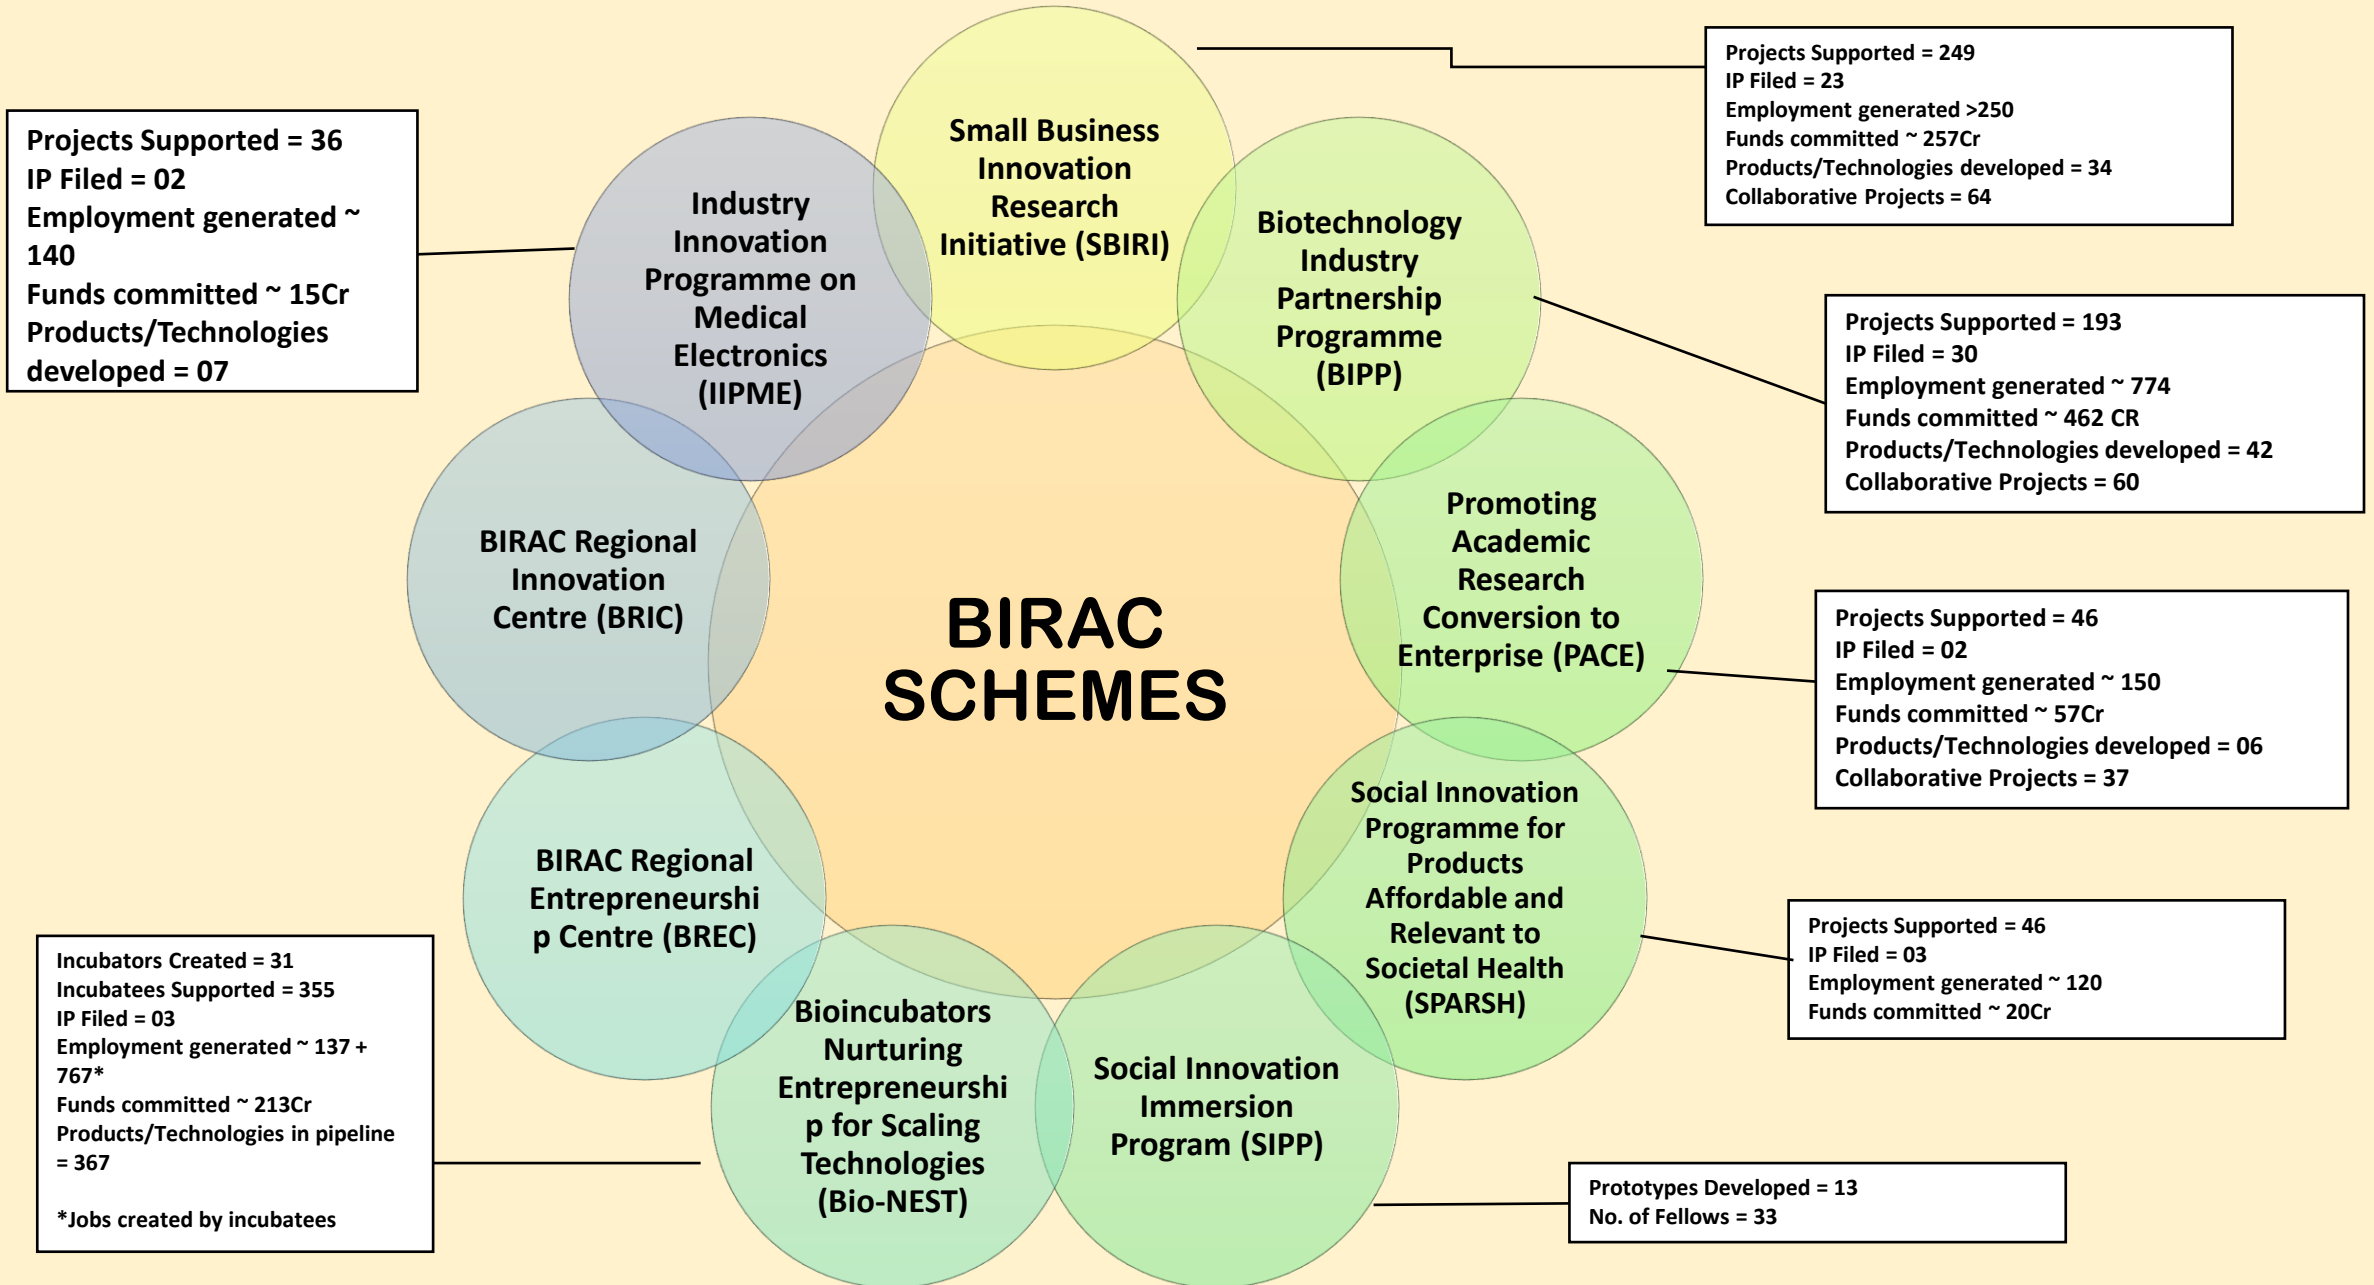 BIRAC
SCHEMES
Small Business
Innovation
Research
Initiative (SBIRI)
Projects Supported = 249
IP Filed = 23
Employment generated >250
Funds committed ~ 257Cr
Products/Technologies developed = 34
Collaborative Projects = 64
Biotechnology
Industry
Partnership
Programme
(BIPP)
Projects Supported = 193
IP Filed = 30
Employment generated ~ 774
Funds committed ~ 462 CR
Products/Technologies developed = 42
Collaborative Projects = 60
Promoting
Academic
Research
Conversion to
Enterprise (PACE)
Projects Supported = 46
IP Filed = 02
Employment generated ~ 150
Funds committed ~ 57Cr
Products/Technologies developed = 06
Collaborative Projects = 37
Social Innovation
Programme for
Products
Affordable and
Relevant to
Societal Health
(SPARSH)
Projects Supported = 46
IP Filed = 03
Employment generated ~ 120
Funds committed ~ 20Cr
Social Innovation
Immersion
Program (SIPP)
Prototypes Developed = 13
No. of Fellows = 33
Bioincubators
Nurturing
Entrepreneurshi
p for Scaling
Technologies
(Bio-NEST)
Incubators Created = 31
Incubatees Supported = 355
IP Filed = 03
Employment generated ~ 137 +
767*
Funds committed ~ 213Cr
Products/Technologies in pipeline
= 367
*Jobs created by incubatees
BIRAC Regional
Entrepreneurshi
p Centre (BREC)
BIRAC Regional
Innovation
Centre (BRIC)
Industry
Innovation
Programme on
Medical
Electronics
(IIPME)
Projects Supported = 36
IP Filed = 02
Employment generated ~
140
Funds committed ~ 15Cr
Products/Technologies
developed = 07